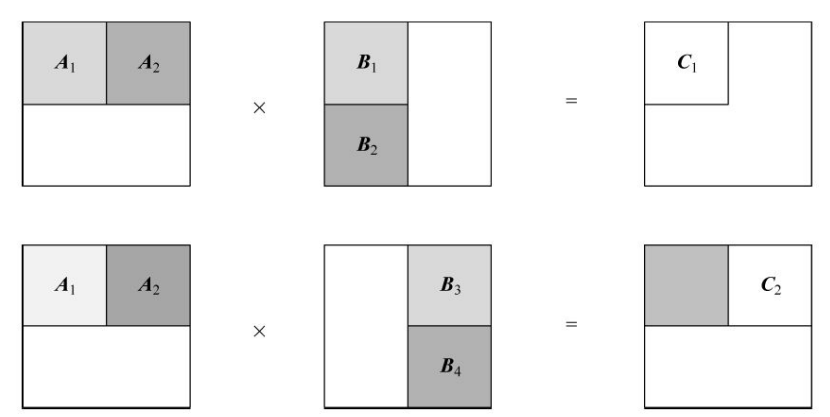 A₁ A₂ × B₁ = C₁
B₂
A₁ A₂ × B₃ = C₂
B₄